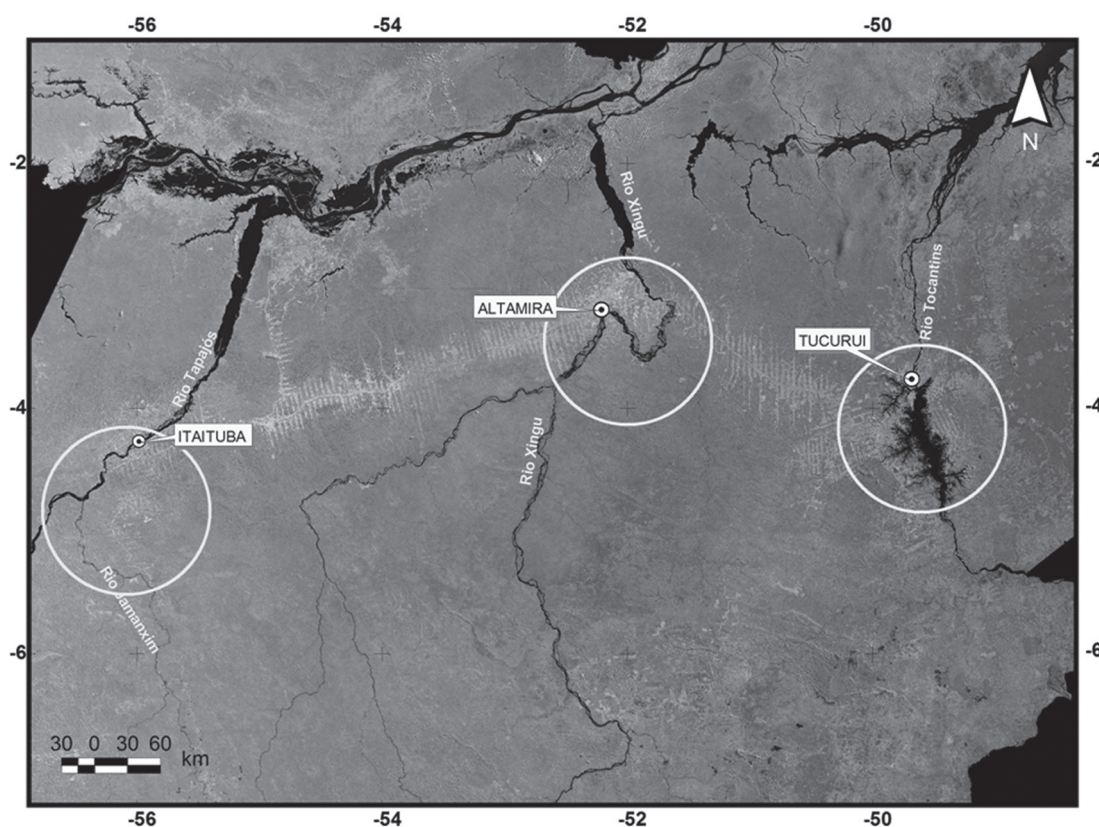 -56 -54 -52 -50
-2 -2
N
Rio Xingu
Rio Tocantins
ALTAMIRA
TUCURUI
Rio Tapajós
-4 -4
ITAITUBA
Rio Xingu
Rio Jamanxim
-6 -6
30 0 30 60
km
-56 -54 -52 -50